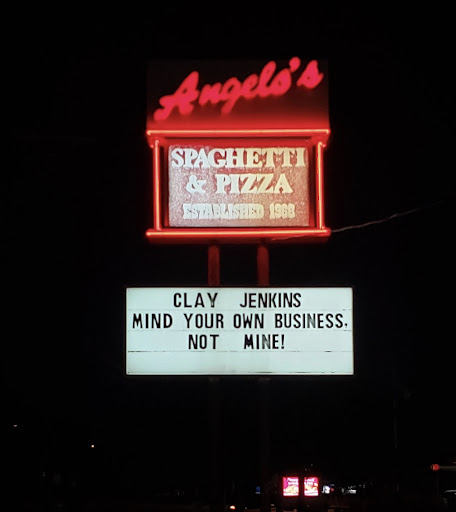 Angelo's
SPAGHETTI
& PIZZA
ESTABLISHED 1968
CLAY JENKINS
MIND YOUR OWN BUSINESS,
NOT MINE!